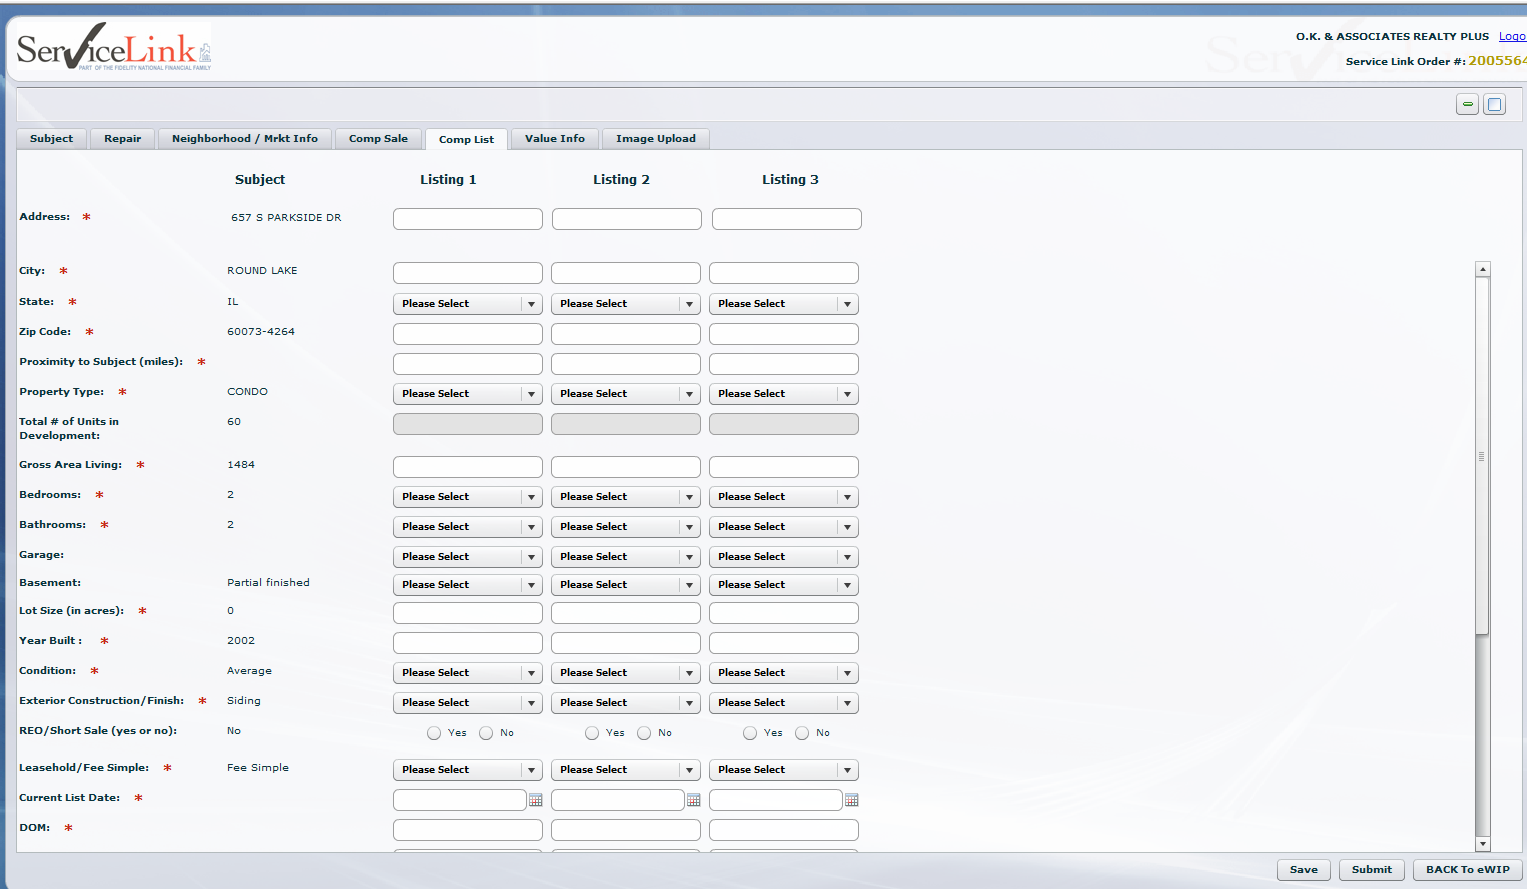 ServiceLink
PART OF THE FIDELITY NATIONAL FINANCIAL FAMILY
O.K. & ASSOCIATES REALTY PLUS Logo
Service Link Order #: 2005564
Subject Repair Neighborhood / Mrkt Info Comp Sale Comp List Value Info Image Upload
Subject Listing 1 Listing 2 Listing 3
Address: * 657 S PARKSIDE DR
City: * ROUND LAKE
State: * IL Please Select Please Select Please Select
Zip Code: * 60073-4264
Proximity to Subject (miles): *
Property Type: * CONDO Please Select Please Select Please Select
Total # of Units in 60
Development:
Gross Area Living: * 1484
Bedrooms: * 2 Please Select Please Select Please Select
Bathrooms: * 2 Please Select Please Select Please Select
Garage: Please Select Please Select Please Select
Basement: Partial finished Please Select Please Select Please Select
Lot Size (in acres): * 0
Year Built : * 2002
Condition: * Average Please Select Please Select Please Select
Exterior Construction/Finish: * Siding Please Select Please Select Please Select
REO/Short Sale (yes or no): No Yes No Yes No Yes No
Leasehold/Fee Simple: * Fee Simple Please Select Please Select Please Select
Current List Date: *
DOM: *
Save Submit BACK To eWIP